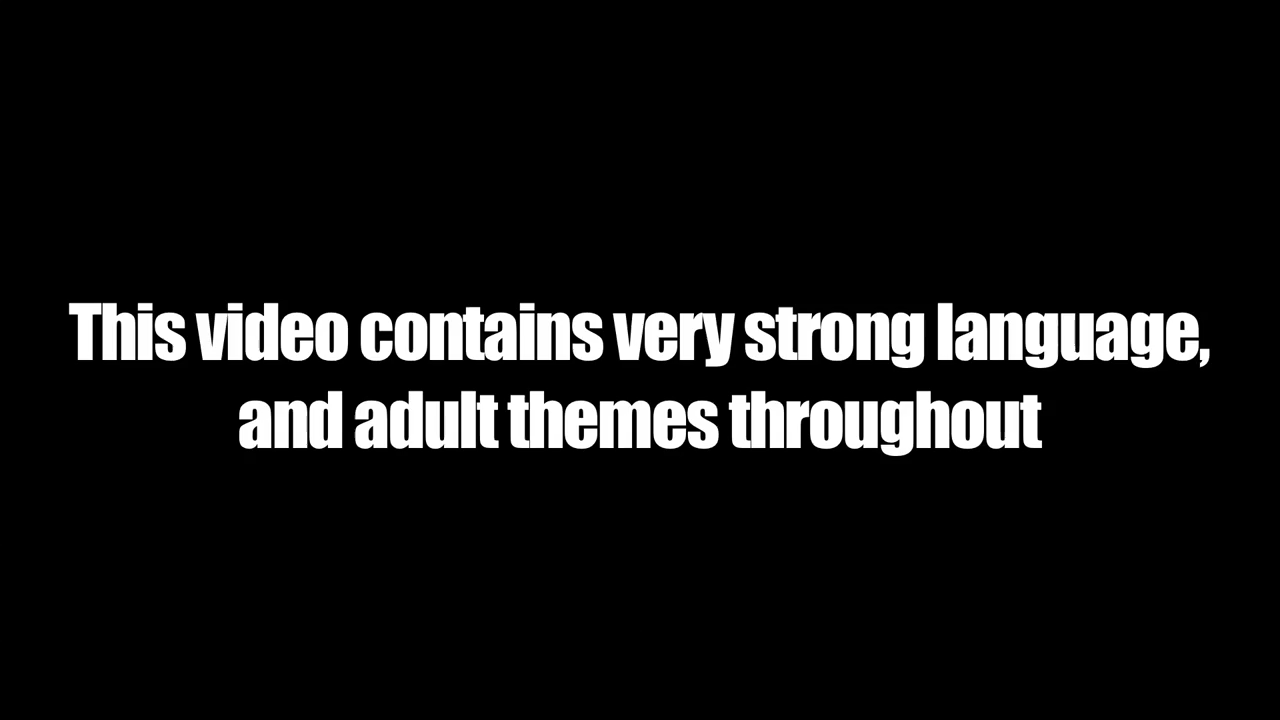 This video contains very strong language,
and adult themes throughout